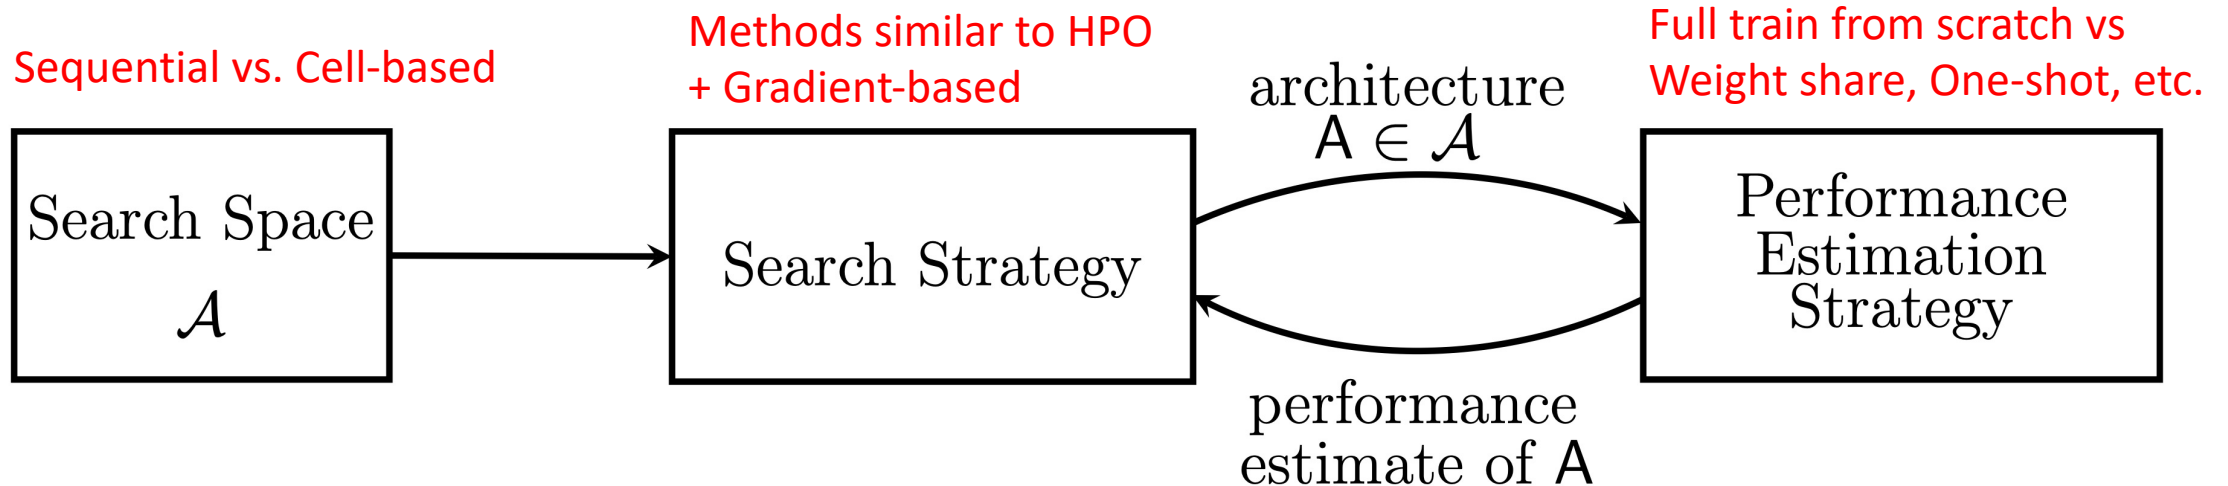 Sequential vs. Cell-based
Methods similar to HPO
+ Gradient-based
Full train from scratch vs
Weight share, One-shot, etc.
Search Space
𝒜
Search Strategy
architecture
A ∈ 𝒜
performance
estimate of A
Performance
Estimation
Strategy